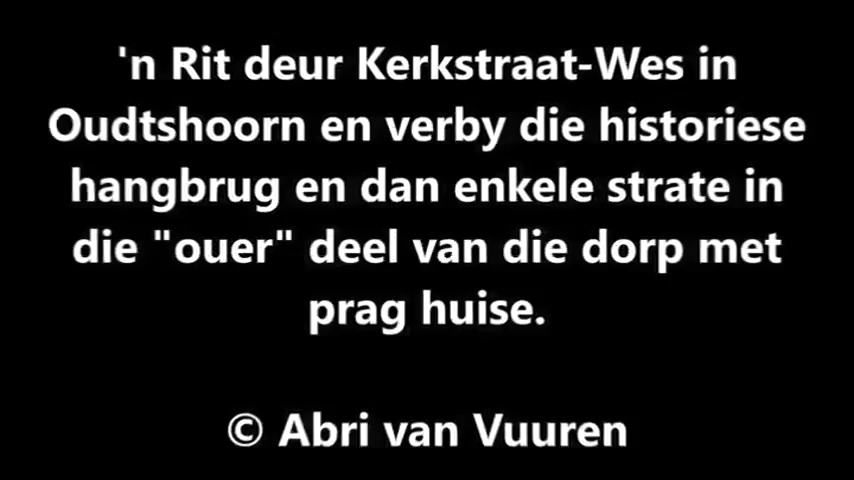 'n Rit deur Kerkstraat-Wes in
Oudtshoorn en verby die historiese
hangbrug en dan enkele strate in
die "ouer" deel van die dorp met
prag huise.
© Abri van Vuuren